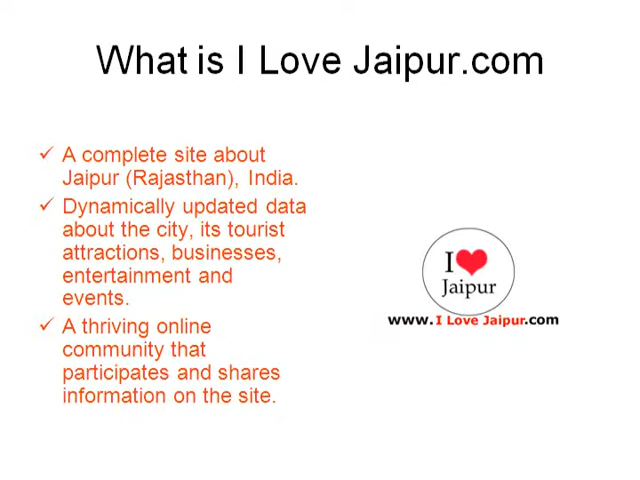 What is I Love Jaipur.com
A complete site about
Jaipur (Rajasthan), India.
Dynamically updated data
about the city, its tourist
attractions, businesses,
entertainment and
events.
A thriving online
community that
participates and shares
information on the site.
I
Jaipur
www.I Love Jaipur.com